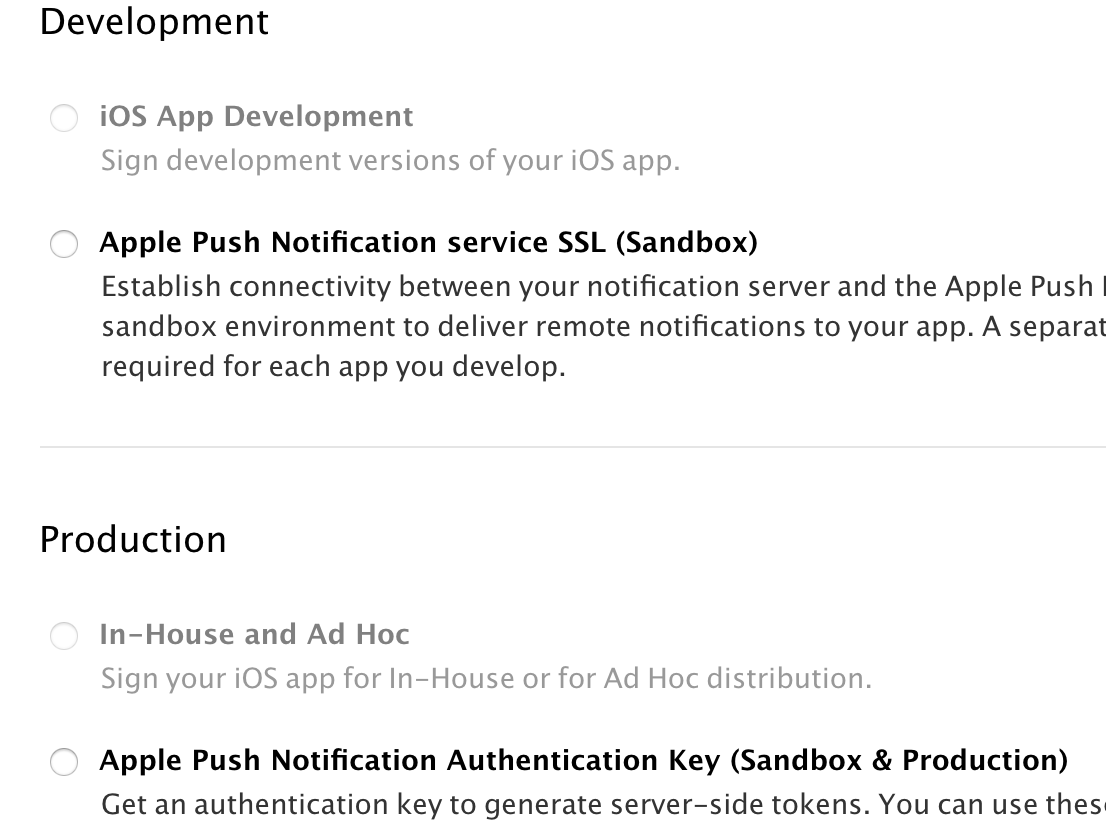 Development
iOS App Development
Sign development versions of your iOS app.
Apple Push Notification service SSL (Sandbox)
Establish connectivity between your notification server and the Apple Push
sandbox environment to deliver remote notifications to your app. A separat
required for each app you develop.
Production
In-House and Ad Hoc
Sign your iOS app for In-House or for Ad Hoc distribution.
Apple Push Notification Authentication Key (Sandbox & Production)
Get an authentication key to generate server-side tokens. You can use these